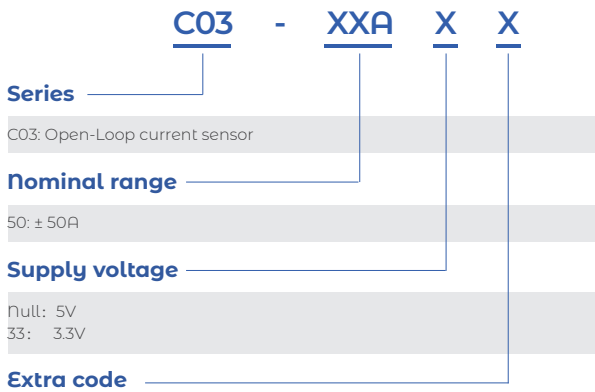 C03 - XXA X X
Series
C03: Open-Loop current sensor
Nominal range
50: ± 50A
Supply voltage
Null: 5V
33: 3.3V
Extra code